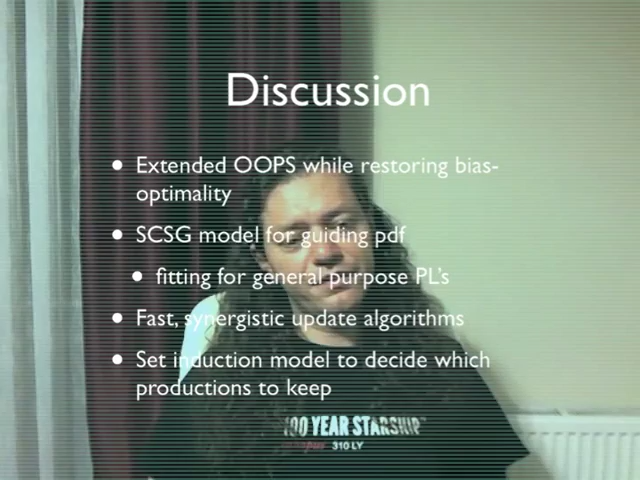 Discussion
• Extended OOPS while restoring bias-
optimality
• SCSG model for guiding pdf
• fitting for general purpose PL's
• Fast, synergistic update algorithms
• Set induction model to decide which
productions to keep
100 YEAR STARSHIP™
310 LY